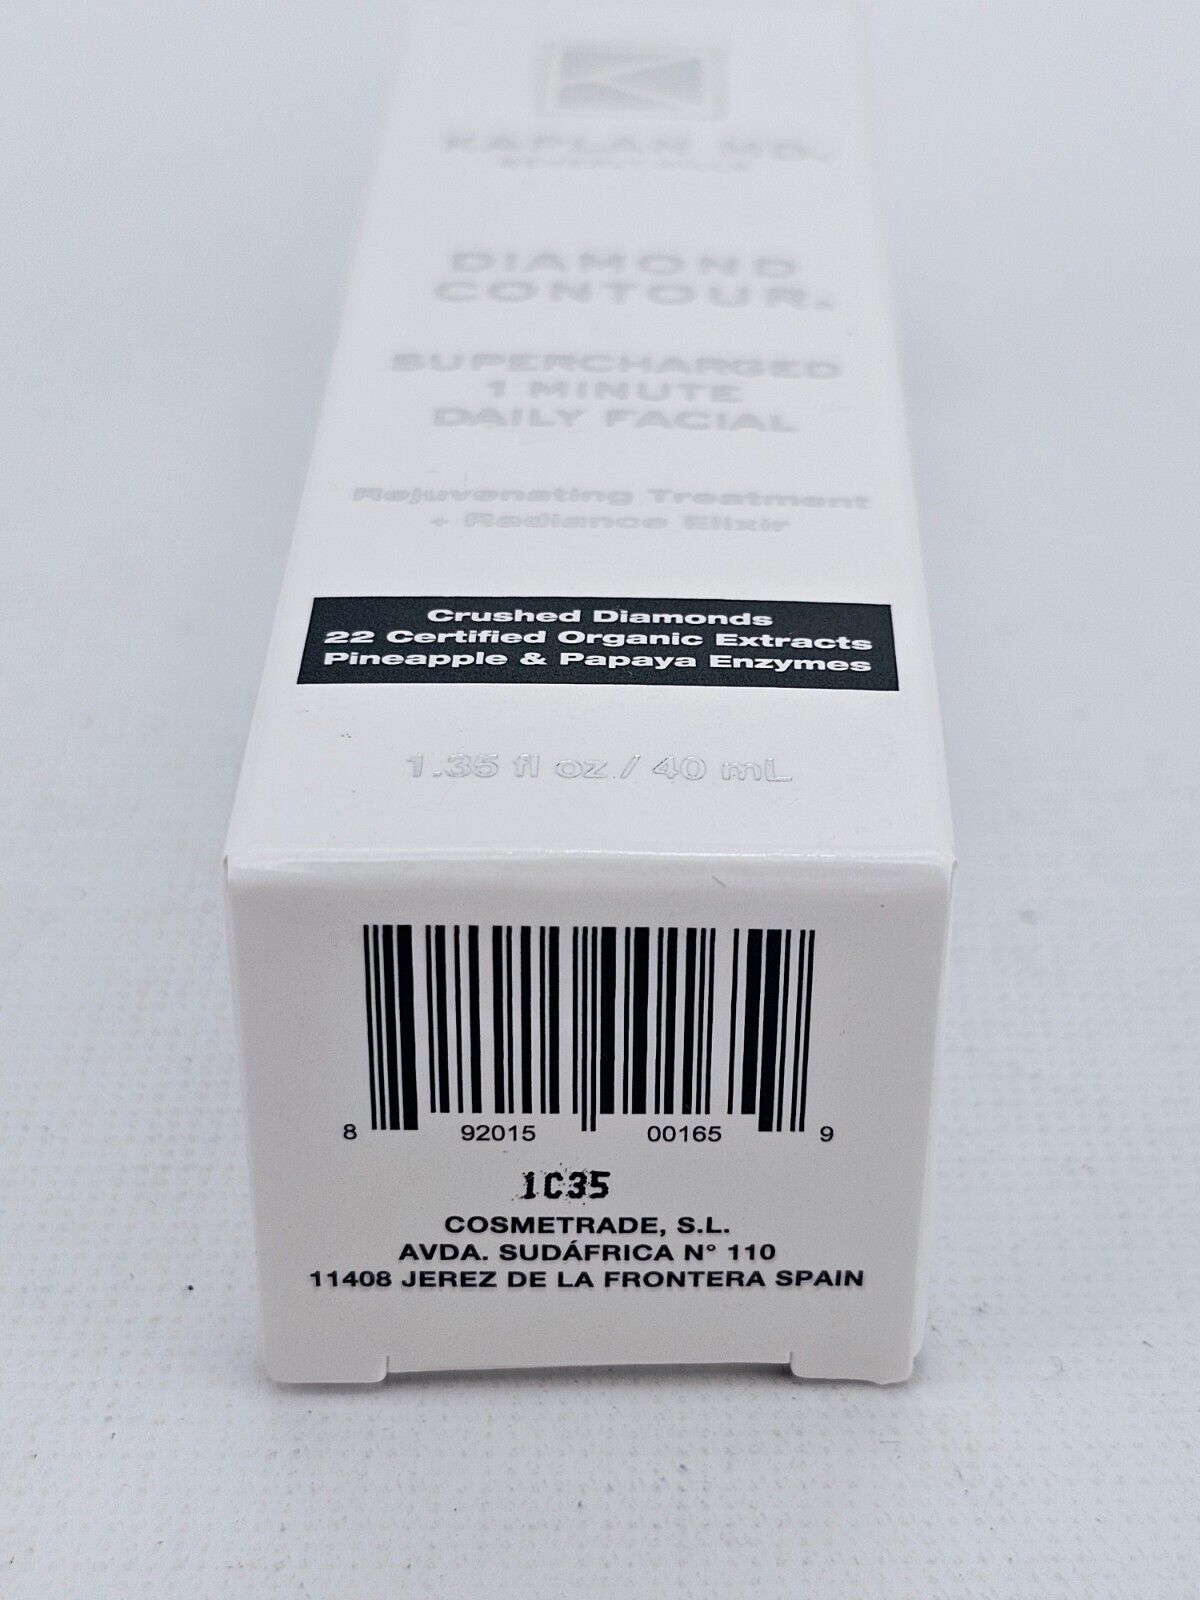 KAPLAN MD.
BEVERLY HILLS
DIAMOND
CONTOUR
SUPERCHARGED
1 MINUTE
DAILY FACIAL
Rejuvenating Treatment
+ Radiance Elixir
Crushed Diamonds
22 Certified Organic Extracts
Pineapple & Papaya Enzymes
1.35 fl oz / 40 mL
8 92015 00165 9
1C35
COSMETRADE, S.L.
AVDA. SUDÁFRICA N° 110
11408 JEREZ DE LA FRONTERA SPAIN